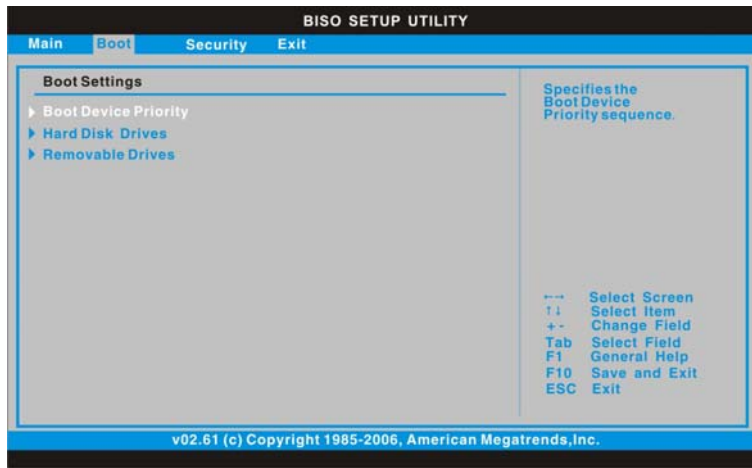 BISO SETUP UTILITY
Main Boot Security Exit
Boot Settings
Boot Device Priority
Hard Disk Drives
Removable Drives
Specifies the
Boot Device
Priority sequence.
←→ Select Screen
↑↓ Select Item
+- Change Field
Tab Select Field
F1 General Help
F10 Save and Exit
ESC Exit
v02.61 (c) Copyright 1985-2006, American Megatrends,Inc.